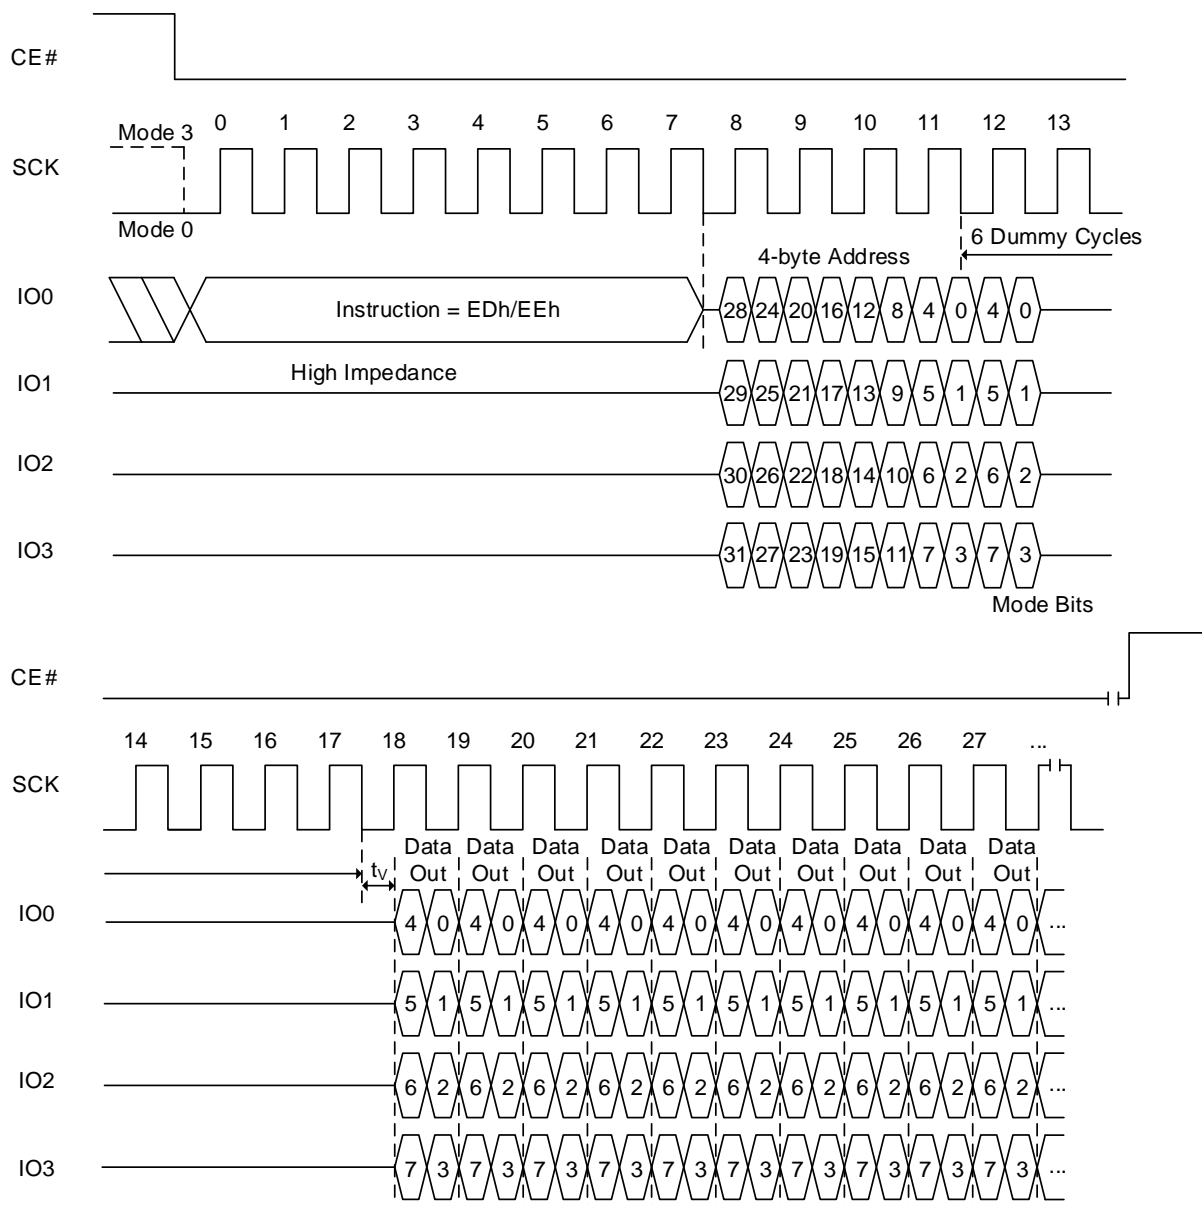 CE#
Mode 3
0 1 2 3 4 5 6 7 8 9 10 11 12 13
SCK
Mode 0
6 Dummy Cycles
4-byte Address
IO0
Instruction = EDh/EEh
28 24 20 16 12 8 4 0 4 0
IO1
High Impedance
29 25 21 17 13 9 5 1 5 1
IO2
30 26 22 18 14 10 6 2 6 2
IO3
31 27 23 19 15 11 7 3 7 3
Mode Bits
CE#
14 15 16 17 18 19 20 21 22 23 24 25 26 27 ...
SCK
Data Data Data Data Data Data Data Data Data Data
tV Out Out Out Out Out Out Out Out Out Out
IO0
4 0 4 0 4 0 4 0 4 0 4 0 4 0 4 0 4 0 4 0 ...
IO1
5 1 5 1 5 1 5 1 5 1 5 1 5 1 5 1 5 1 5 1 ...
IO2
6 2 6 2 6 2 6 2 6 2 6 2 6 2 6 2 6 2 6 2 ...
IO3
7 3 7 3 7 3 7 3 7 3 7 3 7 3 7 3 7 3 7 3 ...